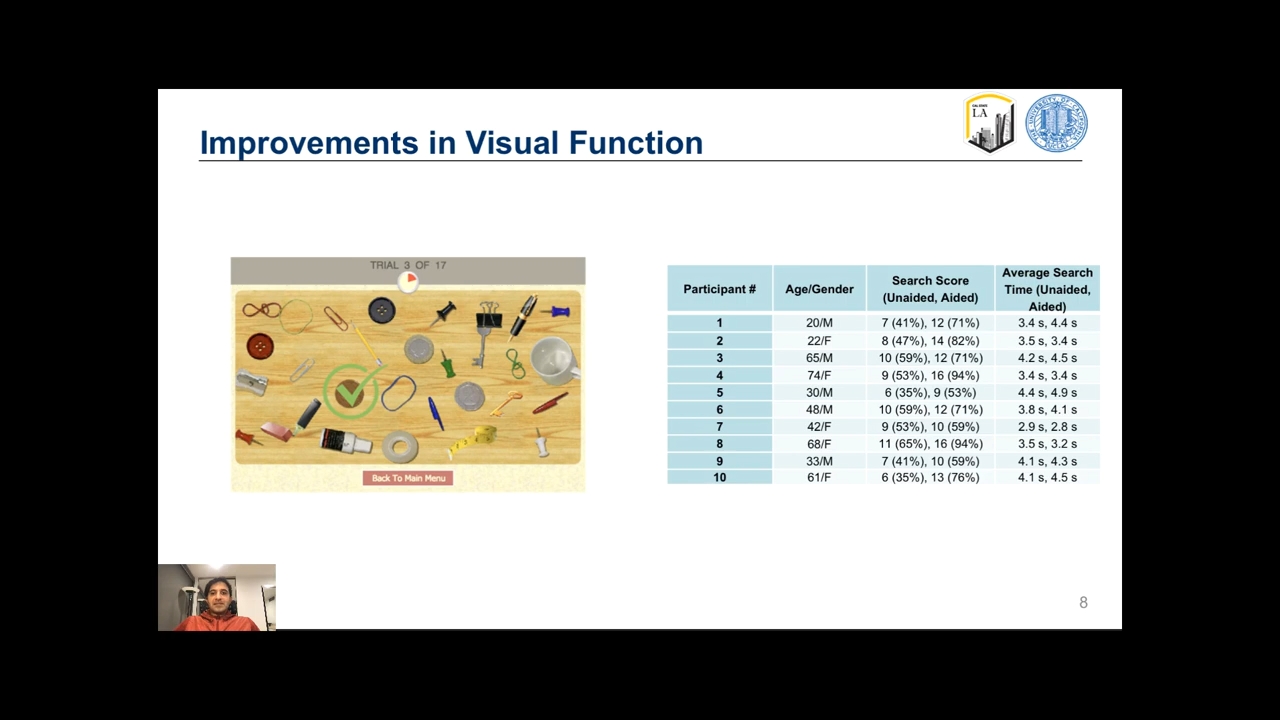 Improvements in Visual Function
CAL STATE
LA
TRIAL 3 OF 17
Back To Main Menu
Participant # Age/Gender Search Score (Unaided, Aided) Average Search Time (Unaided, Aided)
1 20/M 7 (41%), 12 (71%) 3.4 s, 4.4 s
2 22/F 8 (47%), 14 (82%) 3.5 s, 3.4 s
3 65/M 10 (59%), 12 (71%) 4.2 s, 4.5 s
4 74/F 9 (53%), 16 (94%) 3.4 s, 3.4 s
5 30/M 6 (35%), 9 (53%) 4.4 s, 4.9 s
6 48/M 10 (59%), 12 (71%) 3.8 s, 4.1 s
7 42/F 9 (53%), 10 (59%) 2.9 s, 2.8 s
8 68/F 11 (65%), 16 (94%) 3.5 s, 3.2 s
9 33/M 7 (41%), 10 (59%) 4.1 s, 4.3 s
10 61/F 6 (35%), 13 (76%) 4.1 s, 4.5 s
8